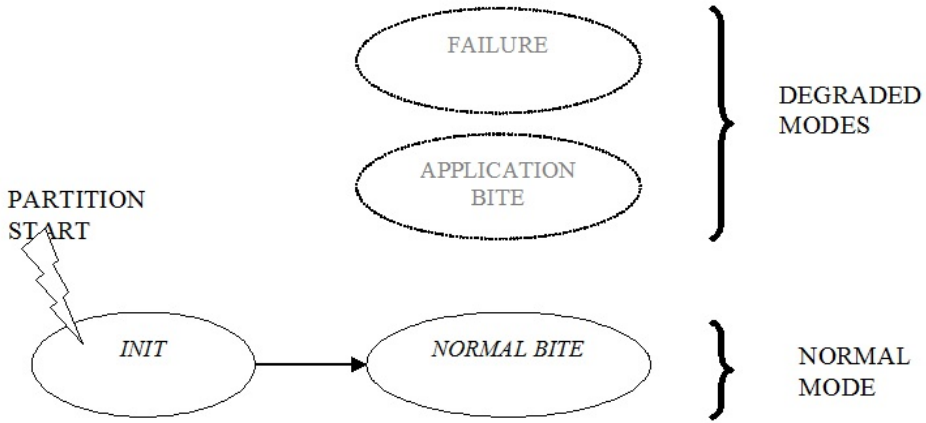 FAILURE
DEGRADED
MODES
APPLICATION
BITE
PARTITION
START
INIT
NORMAL BITE
NORMAL
MODE